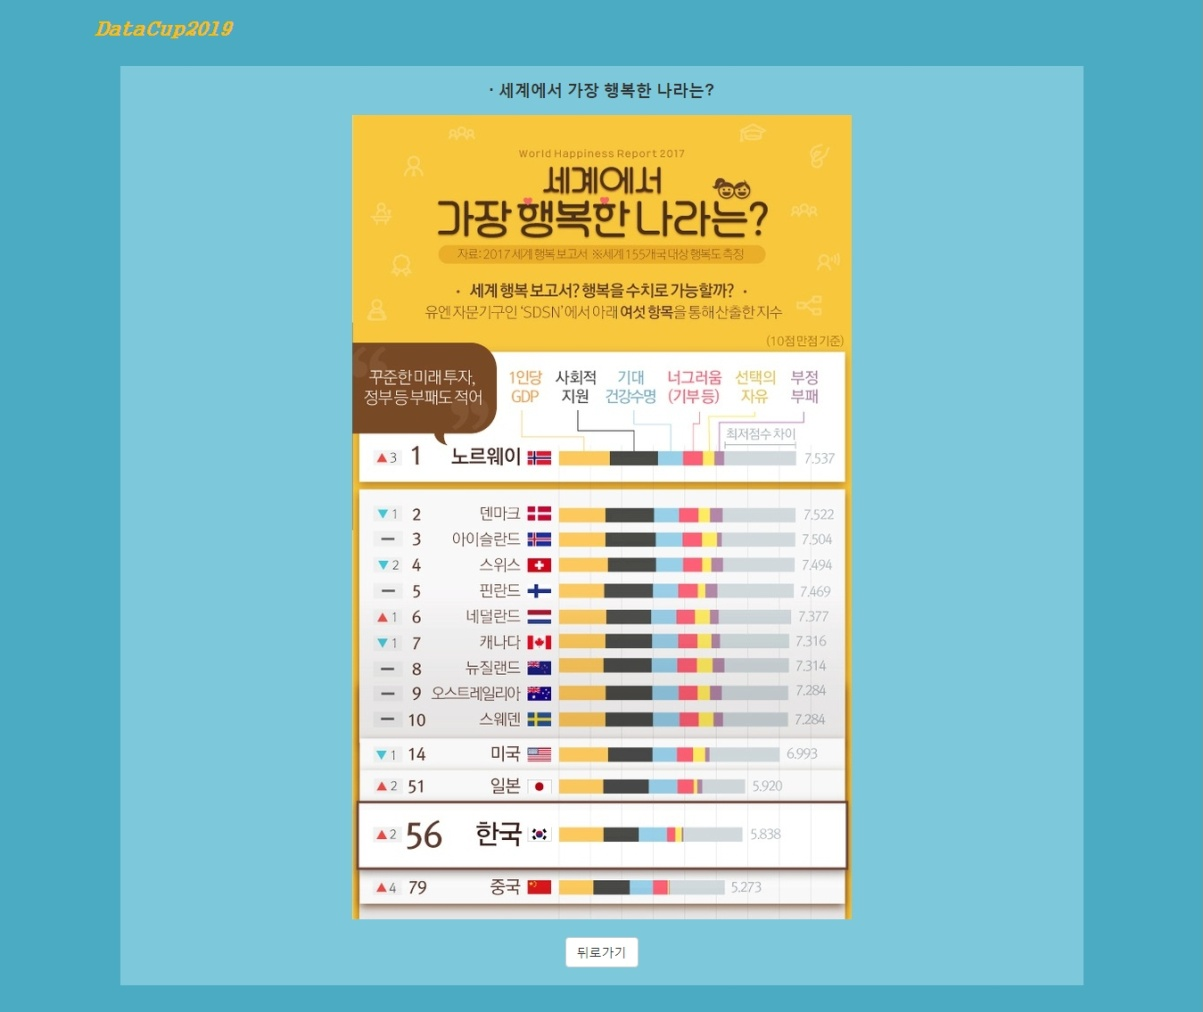 DataCup2019
· 세계에서 가장 행복한 나라는?
World Happiness Report 2017
세계에서
가장 행복한 나라는?
자료: 2017 세계 행복 보고서 ※세계 155개국 대상 행복도 측정
· 세계 행복 보고서? 행복을 수치로 가능할까? ·
유엔 자문기구인 ‘SDSN’에서 아래 여섯 항목을 통해 산출한 지수
(10점 만점 기준)
꾸준한 미래 투자,
정부 등 부패도 적어
1인당 사회적 기대 너그러움 선택의 부정
GDP 지원 건강수명 (기부 등) 자유 부패
최저점수 차이
▲3 1 노르웨이 7.537
▼1 2 덴마크 7.522
— 3 아이슬란드 7.504
▼2 4 스위스 7.494
— 5 핀란드 7.469
▲1 6 네덜란드 7.377
▼1 7 캐나다 7.316
— 8 뉴질랜드 7.314
— 9 오스트레일리아 7.284
— 10 스웨덴 7.284
▼1 14 미국 6.993
▲2 51 일본 5.920
▲2 56 한국 5.838
▲4 79 중국 5.273
뒤로가기